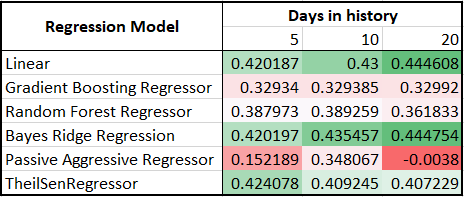 Regression Model Days in history
5 10 20
Linear 0.420187 0.43 0.444608
Gradient Boosting Regressor 0.32934 0.329385 0.32992
Random Forest Regressor 0.387973 0.389259 0.361833
Bayes Ridge Regression 0.420197 0.435457 0.444754
Passive Aggressive Regressor 0.152189 0.348067 -0.0038
TheilSenRegressor 0.424078 0.409245 0.407229